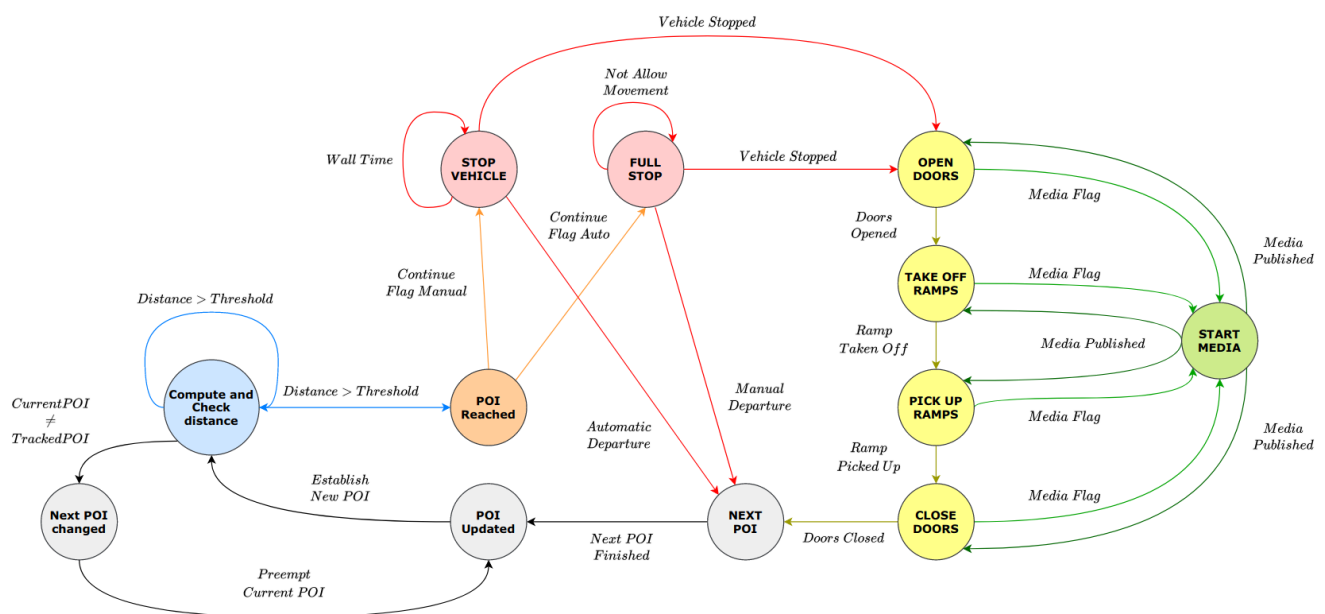 Vehicle Stopped
Not Allow
Movement
Wall Time
STOP
VEHICLE
FULL
STOP
Vehicle Stopped
OPEN
DOORS
Media Flag
Continue
Flag Auto
Doors
Opened
Media
Published
Continue
Flag Manual
TAKE OFF
RAMPS
Media Flag
Distance > Threshold
Ramp
Taken Off
Media Published
START
MEDIA
Compute and
Check
distance
Distance > Threshold
POI
Reached
Manual
Departure
PICK UP
RAMPS
Media Flag
CurrentPOI
≠
TrackedPOI
Automatic
Departure
Ramp
Picked Up
Media
Published
Establish
New POI
Media Flag
Next POI
changed
POI
Updated
Next POI
Finished
NEXT
POI
Doors Closed
CLOSE
DOORS
Preempt
Current POI